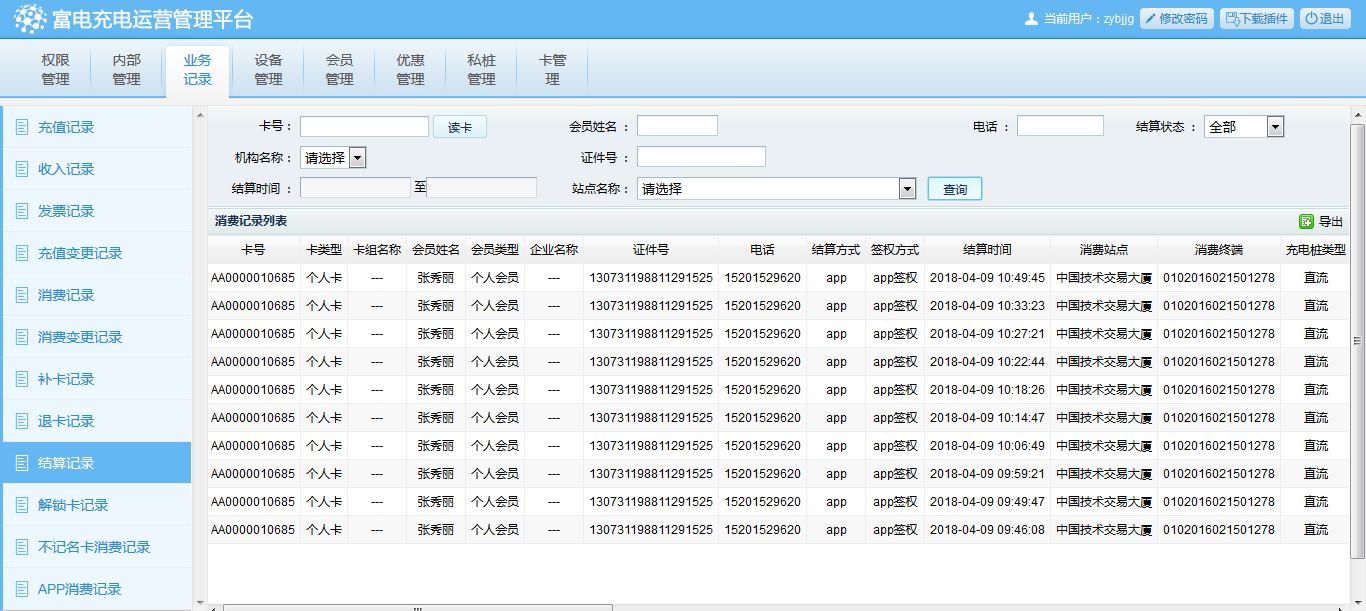 富电充电运营管理平台
当前用户：zybjjg 修改密码 下载插件 退出
权限管理 内部管理 业务记录 设备管理 会员管理 优惠管理 私桩管理 卡管理
充值记录
收入记录
发票记录
充值变更记录
消费记录
消费变更记录
补卡记录
退卡记录
结算记录
解锁卡记录
不记名卡消费记录
APP消费记录
卡号： 读卡 会员姓名： 电话： 结算状态： 全部
机构名称： 请选择 证件号：
结算时间： 至 站点名称： 请选择 查询
消费记录列表 导出
卡号 卡类型 卡组名称 会员姓名 会员类型 企业名称 证件号 电话 结算方式 签权方式 结算时间 消费站点 消费终端 充电桩类型
AA0000010685 个人卡 --- 张秀丽 个人会员 --- 130731198811291525 15201529620 app app签权 2018-04-09 10:49:45 中国技术交易大厦 0102016021501278 直流
AA0000010685 个人卡 --- 张秀丽 个人会员 --- 130731198811291525 15201529620 app app签权 2018-04-09 10:33:23 中国技术交易大厦 0102016021501278 直流
AA0000010685 个人卡 --- 张秀丽 个人会员 --- 130731198811291525 15201529620 app app签权 2018-04-09 10:27:21 中国技术交易大厦 0102016021501278 直流
AA0000010685 个人卡 --- 张秀丽 个人会员 --- 130731198811291525 15201529620 app app签权 2018-04-09 10:22:44 中国技术交易大厦 0102016021501278 直流
AA0000010685 个人卡 --- 张秀丽 个人会员 --- 130731198811291525 15201529620 app app签权 2018-04-09 10:18:26 中国技术交易大厦 0102016021501278 直流
AA0000010685 个人卡 --- 张秀丽 个人会员 --- 130731198811291525 15201529620 app app签权 2018-04-09 10:14:47 中国技术交易大厦 0102016021501278 直流
AA0000010685 个人卡 --- 张秀丽 个人会员 --- 130731198811291525 15201529620 app app签权 2018-04-09 10:06:49 中国技术交易大厦 0102016021501278 直流
AA0000010685 个人卡 --- 张秀丽 个人会员 --- 130731198811291525 15201529620 app app签权 2018-04-09 09:59:21 中国技术交易大厦 0102016021501278 直流
AA0000010685 个人卡 --- 张秀丽 个人会员 --- 130731198811291525 15201529620 app app签权 2018-04-09 09:49:47 中国技术交易大厦 0102016021501278 直流
AA0000010685 个人卡 --- 张秀丽 个人会员 --- 130731198811291525 15201529620 app app签权 2018-04-09 09:46:08 中国技术交易大厦 0102016021501278 直流